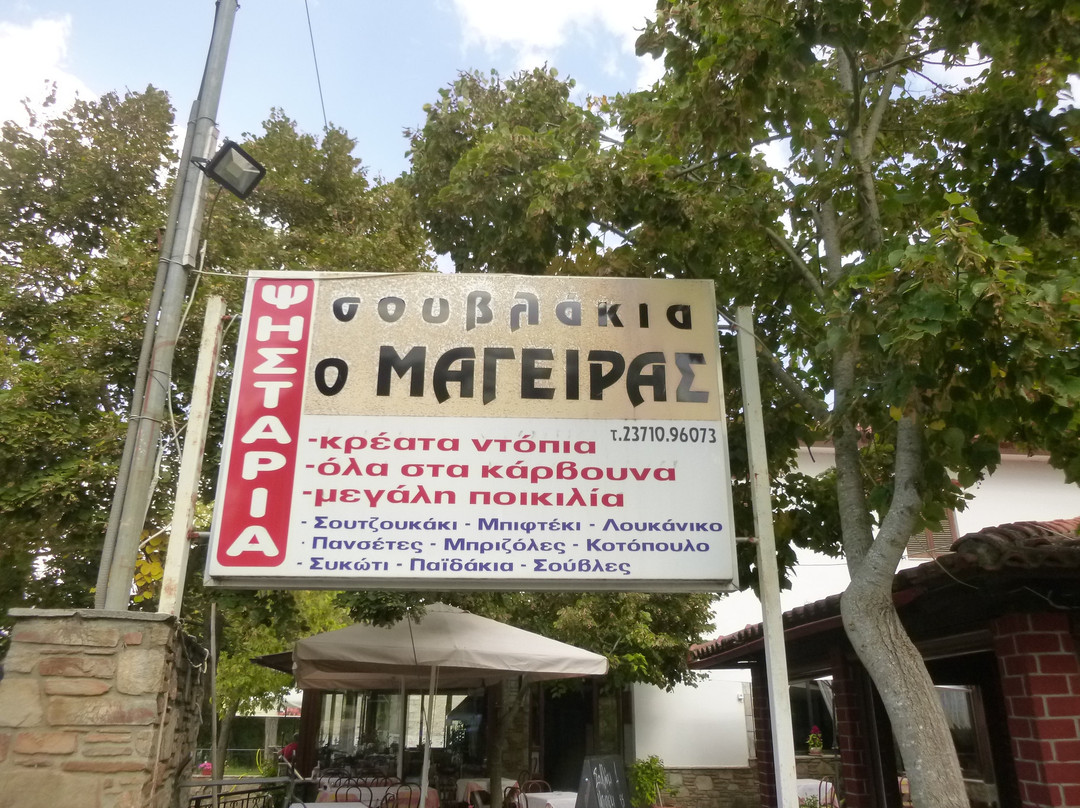 ΨΗΣΤΑΡΙΑ
σουβλάκια
ο ΜΑΓΕΙΡΑΣ
τ.23710.96073
-κρέατα ντόπια
-όλα στα κάρβουνα
-μεγάλη ποικιλία
· Σουτζουκάκι - Μπιφτέκι - Λουκάνικο
· Πανσέτες - Μπριζόλες - Κοτόπουλο
· Συκώτι - Παϊδάκια - Σούβλες